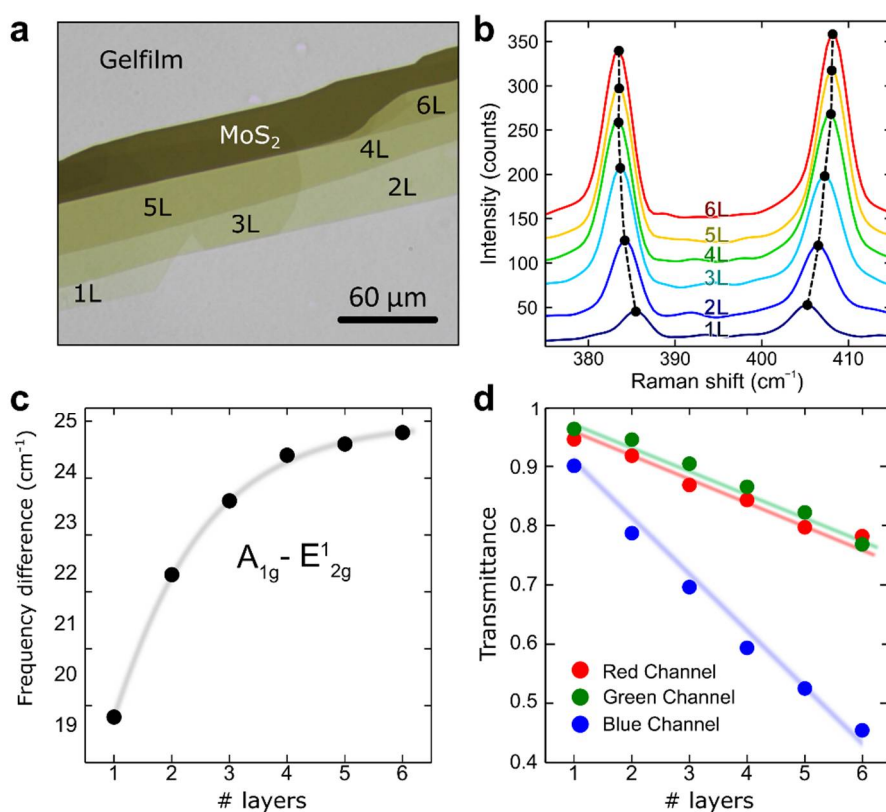 a
Gelfilm
MoS₂
6L
4L
2L
5L
3L
1L
60 µm
b
Intensity (counts)
350
300
250
200
150
100
50
6L
5L
4L
3L
2L
1L
380 390 400 410
Raman shift (cm⁻¹)
c
Frequency difference (cm⁻¹)
25
24
23
22
21
20
19
A₁g - E¹₂g
1 2 3 4 5 6
# layers
d
Transmittance
1
0.9
0.8
0.7
0.6
0.5
0.4
Red Channel
Green Channel
Blue Channel
1 2 3 4 5 6
# layers